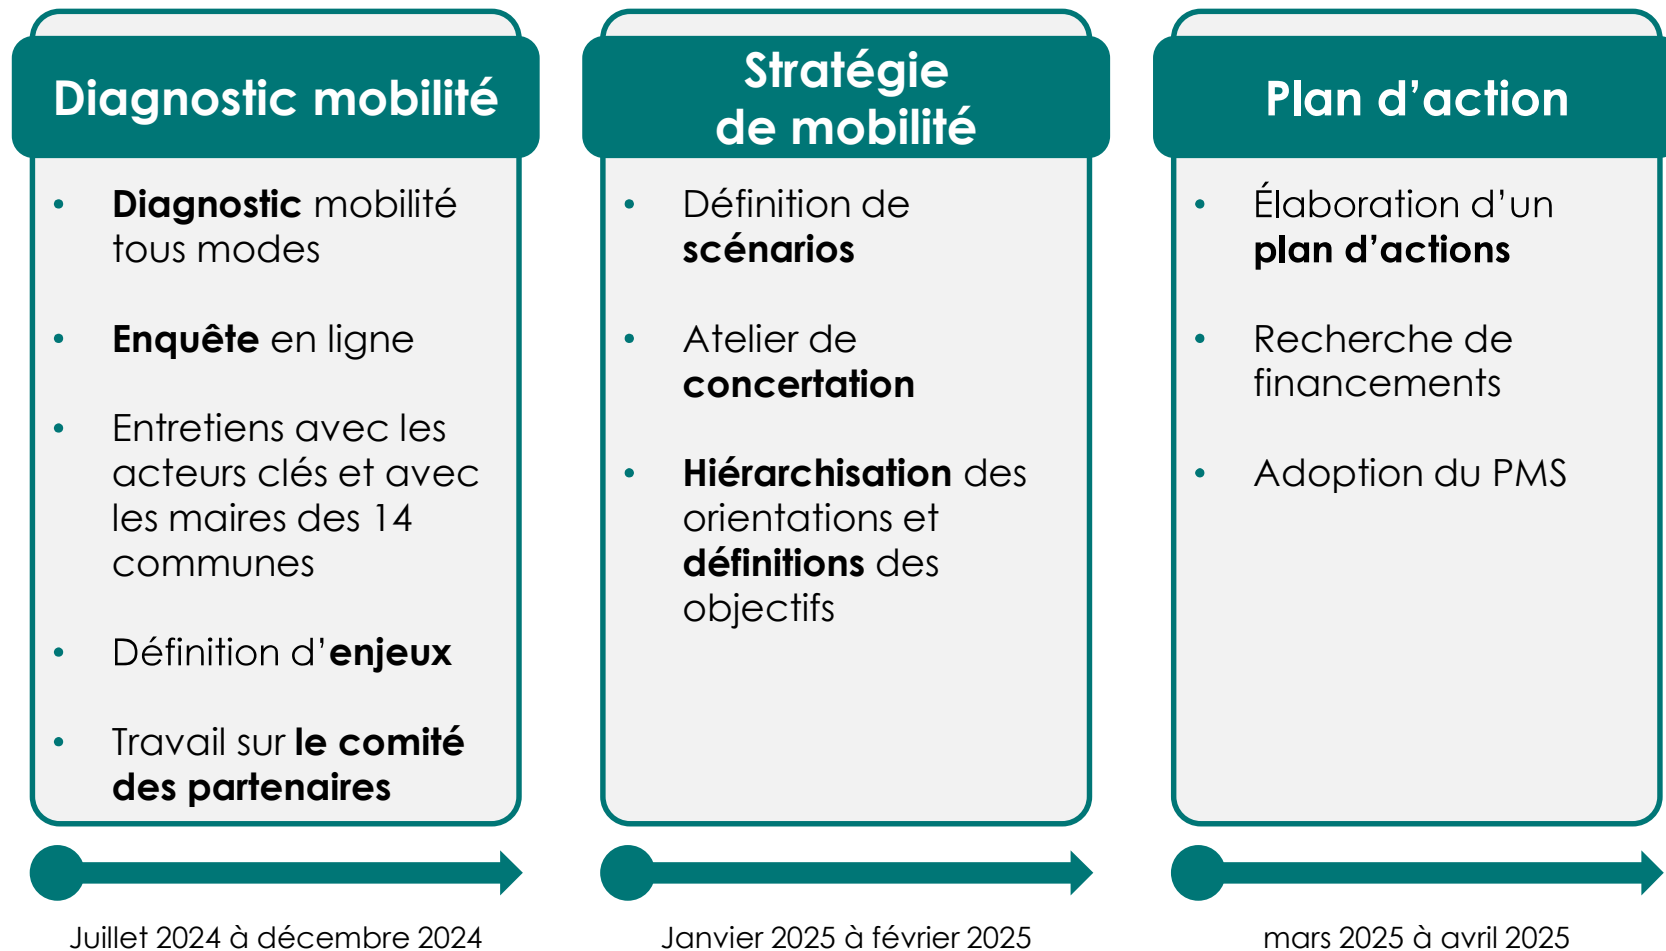 Diagnostic mobilité
• Diagnostic mobilité
tous modes
• Enquête en ligne
• Entretiens avec les
acteurs clés et avec
les maires des 14
communes
• Définition d’enjeux
• Travail sur le comité
des partenaires
Juillet 2024 à décembre 2024
Stratégie
de mobilité
• Définition de
scénarios
• Atelier de
concertation
• Hiérarchisation des
orientations et
définitions des
objectifs
Janvier 2025 à février 2025
Plan d’action
• Élaboration d’un
plan d’actions
• Recherche de
financements
• Adoption du PMS
mars 2025 à avril 2025